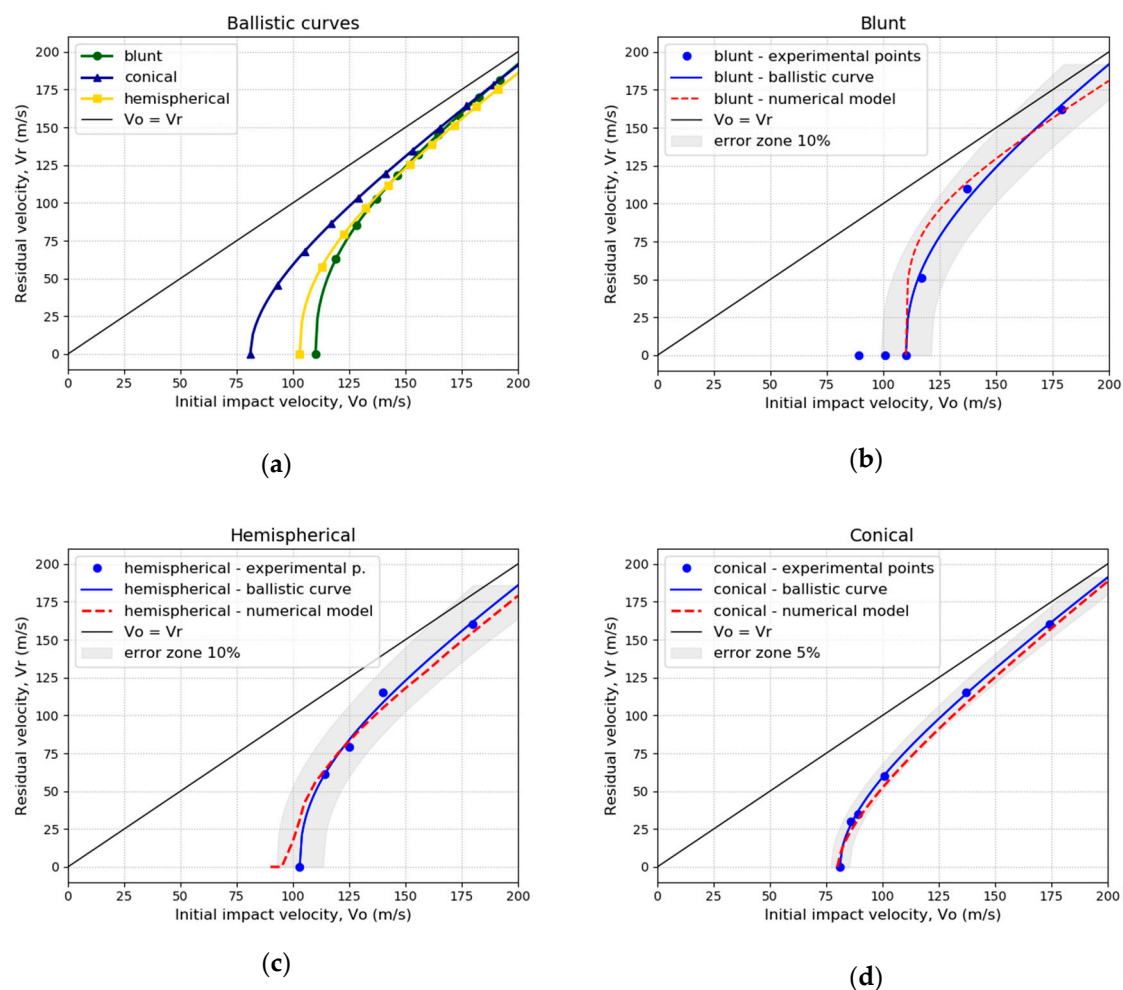 Ballistic curves
blunt
conical
hemispherical
Vo = Vr
Residual velocity, Vr (m/s)
200
175
150
125
100
75
50
25
0
0 25 50 75 100 125 150 175 200
Initial impact velocity, Vo (m/s)
(a)
Blunt
blunt - experimental points
blunt - ballistic curve
blunt - numerical model
Vo = Vr
error zone 10%
Residual velocity, Vr (m/s)
200
175
150
125
100
75
50
25
0
0 25 50 75 100 125 150 175 200
Initial impact velocity, Vo (m/s)
(b)
Hemispherical
hemispherical - experimental p.
hemispherical - ballistic curve
hemispherical - numerical model
Vo = Vr
error zone 10%
Residual velocity, Vr (m/s)
200
175
150
125
100
75
50
25
0
0 25 50 75 100 125 150 175 200
Initial impact velocity, Vo (m/s)
(c)
Conical
conical - experimental points
conical - ballistic curve
conical - numerical model
Vo = Vr
error zone 5%
Residual velocity, Vr (m/s)
200
175
150
125
100
75
50
25
0
0 25 50 75 100 125 150 175 200
Initial impact velocity, Vo (m/s)
(d)